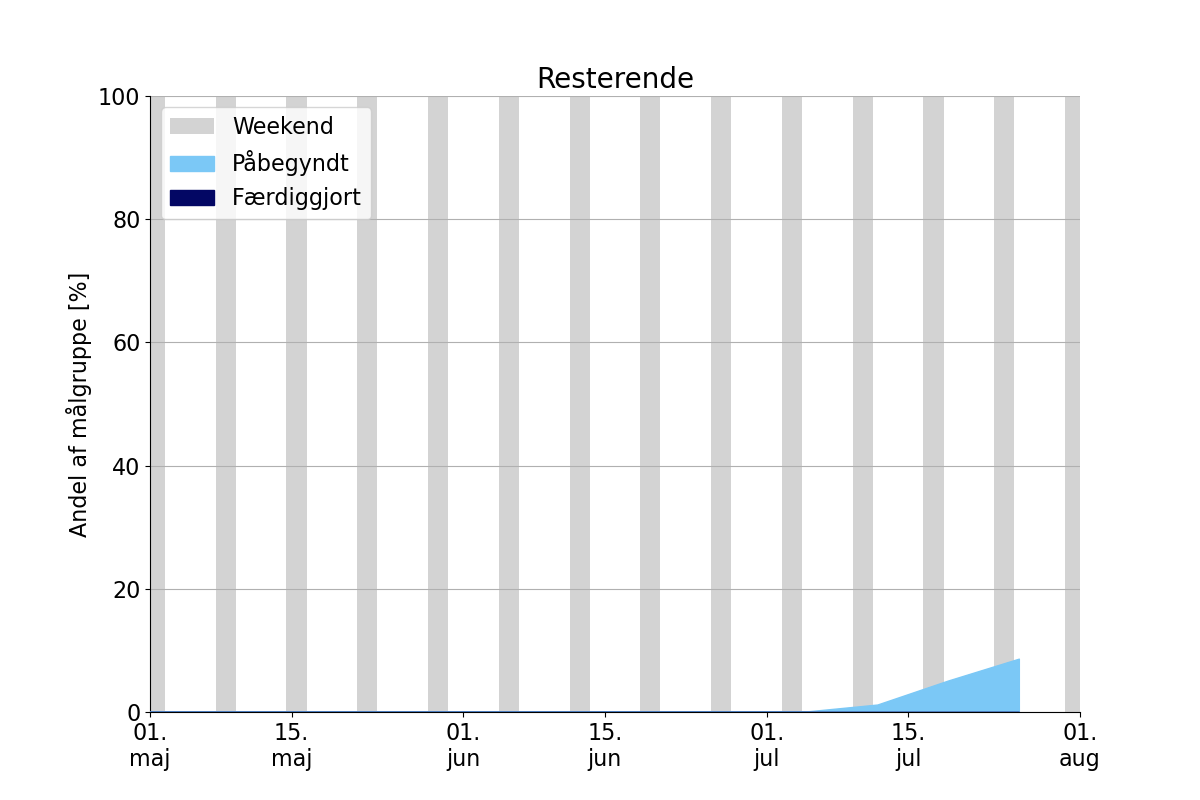 Resterende
Andel af målgruppe [%]
100
80
60
40
20
0
Weekend
Påbegyndt
Færdiggjort
01. 15. 01. 15. 01. 15. 01.
maj maj jun jun jul jul aug